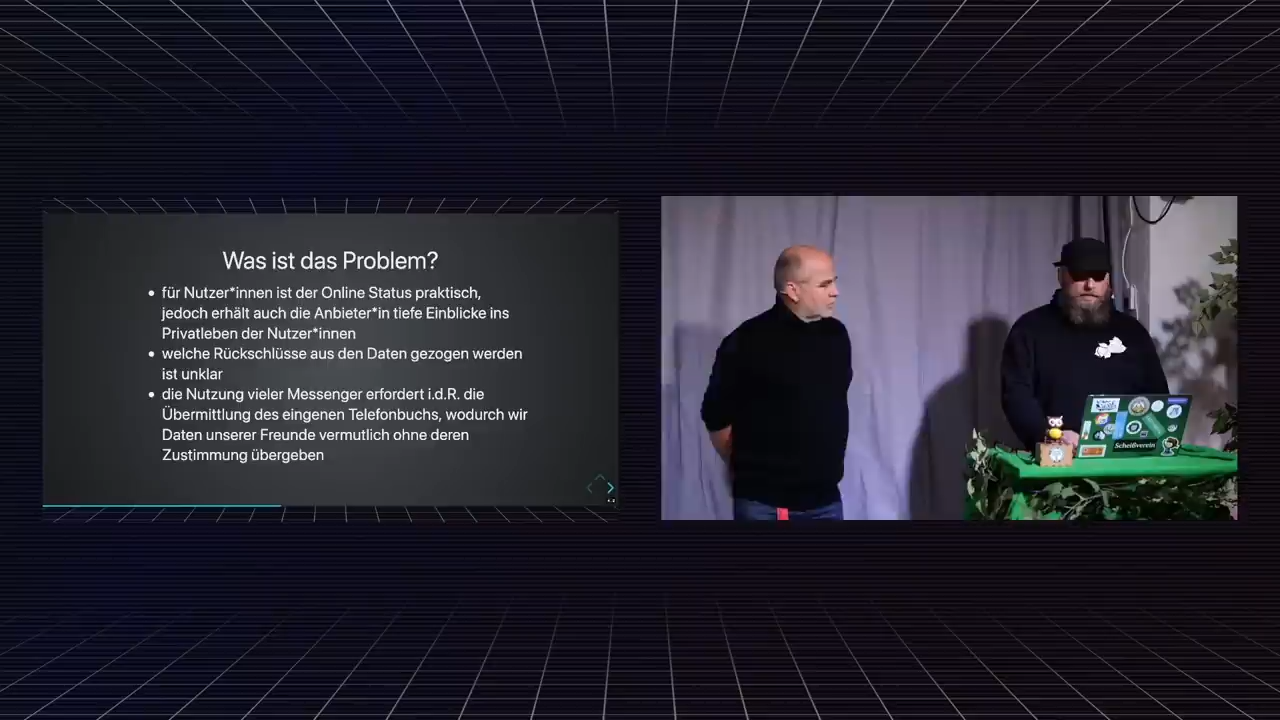 Was ist das Problem?
für Nutzer*innen ist der Online Status praktisch,
jedoch erhält auch die Anbieter*in tiefe Einblicke ins
Privatleben der Nutzer*innen
welche Rückschlüsse aus den Daten gezogen werden
ist unklar
die Nutzung vieler Messenger erfordert i.d.R. die
Übermittlung des eingenen Telefonbuchs, wodurch wir
Daten unserer Freunde vermutlich ohne deren
Zustimmung übergeben
Scheißverein